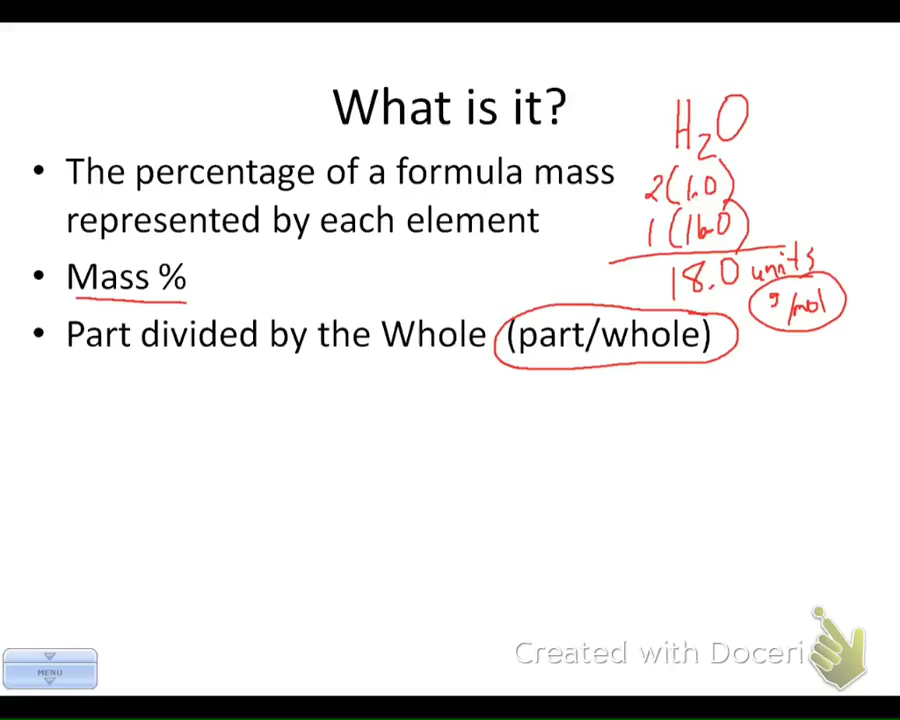 What is it?
H2O
• The percentage of a formula mass
2(1.0)
represented by each element
1(16.0)
18.0 units
• Mass %
g/mol
• Part divided by the Whole (part/whole)
Created with Doceri
MENU